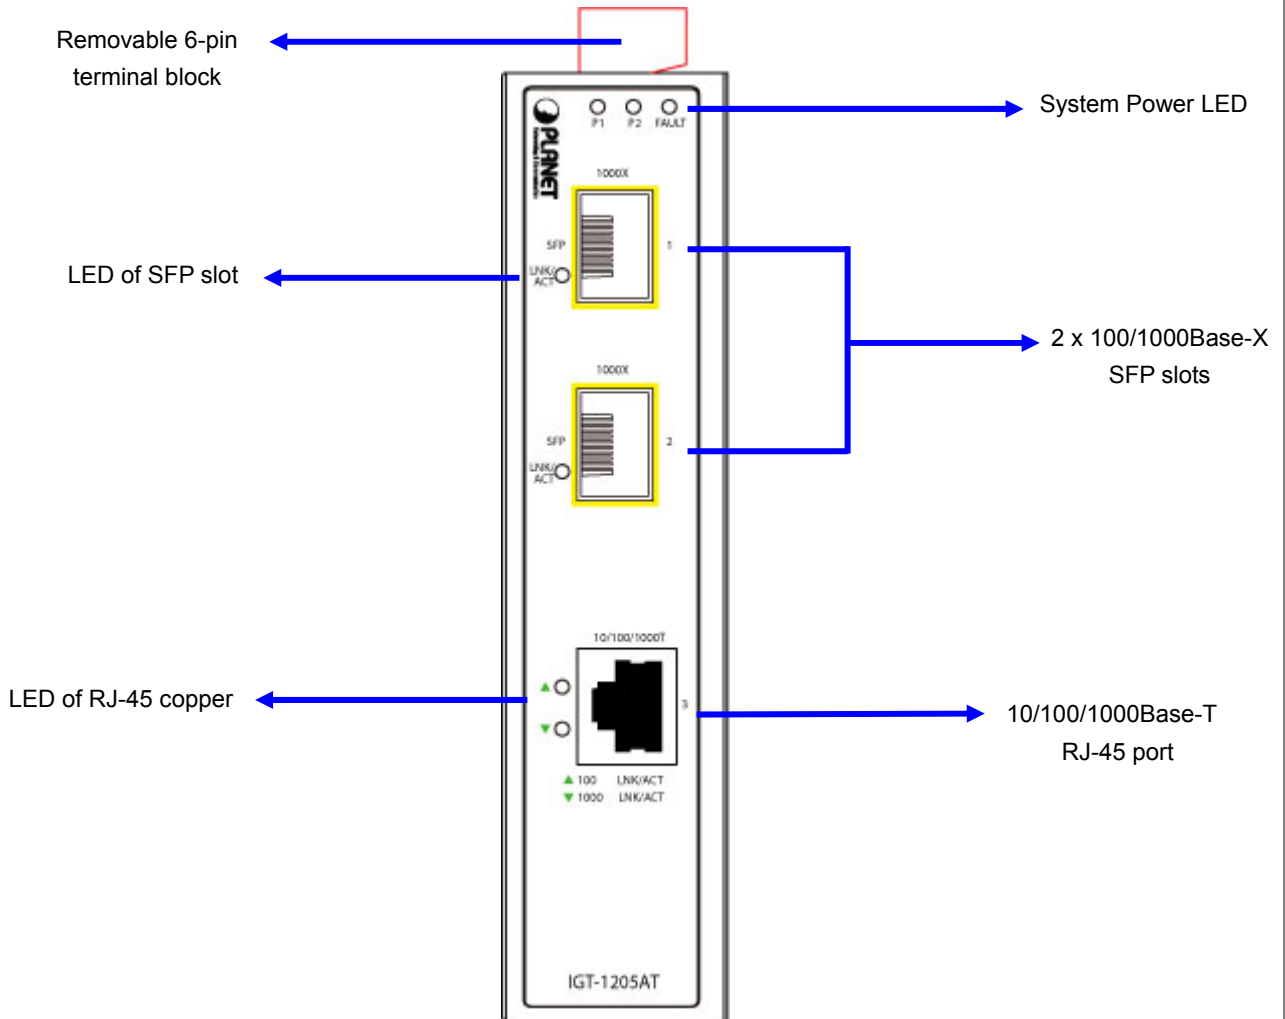 Removable 6-pin
terminal block
P1 P2 FAULT
System Power LED
PLANET
1000X
SFP
1
LNK/
ACT
LED of SFP slot
2 x 100/1000Base-X
SFP slots
1000X
SFP
2
LNK/
ACT
10/100/1000T
LED of RJ-45 copper
3
10/100/1000Base-T
RJ-45 port
▲ 100 LNK/ACT
▼ 1000 LNK/ACT
IGT-1205AT